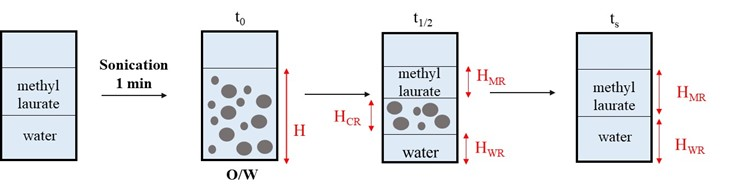 t0
t1/2
ts
Sonication
1 min
methyl
laurate
water
H
O/W
methyl
laurate
HMR
HCR
water
HWR
methyl
laurate
HMR
water
HWR